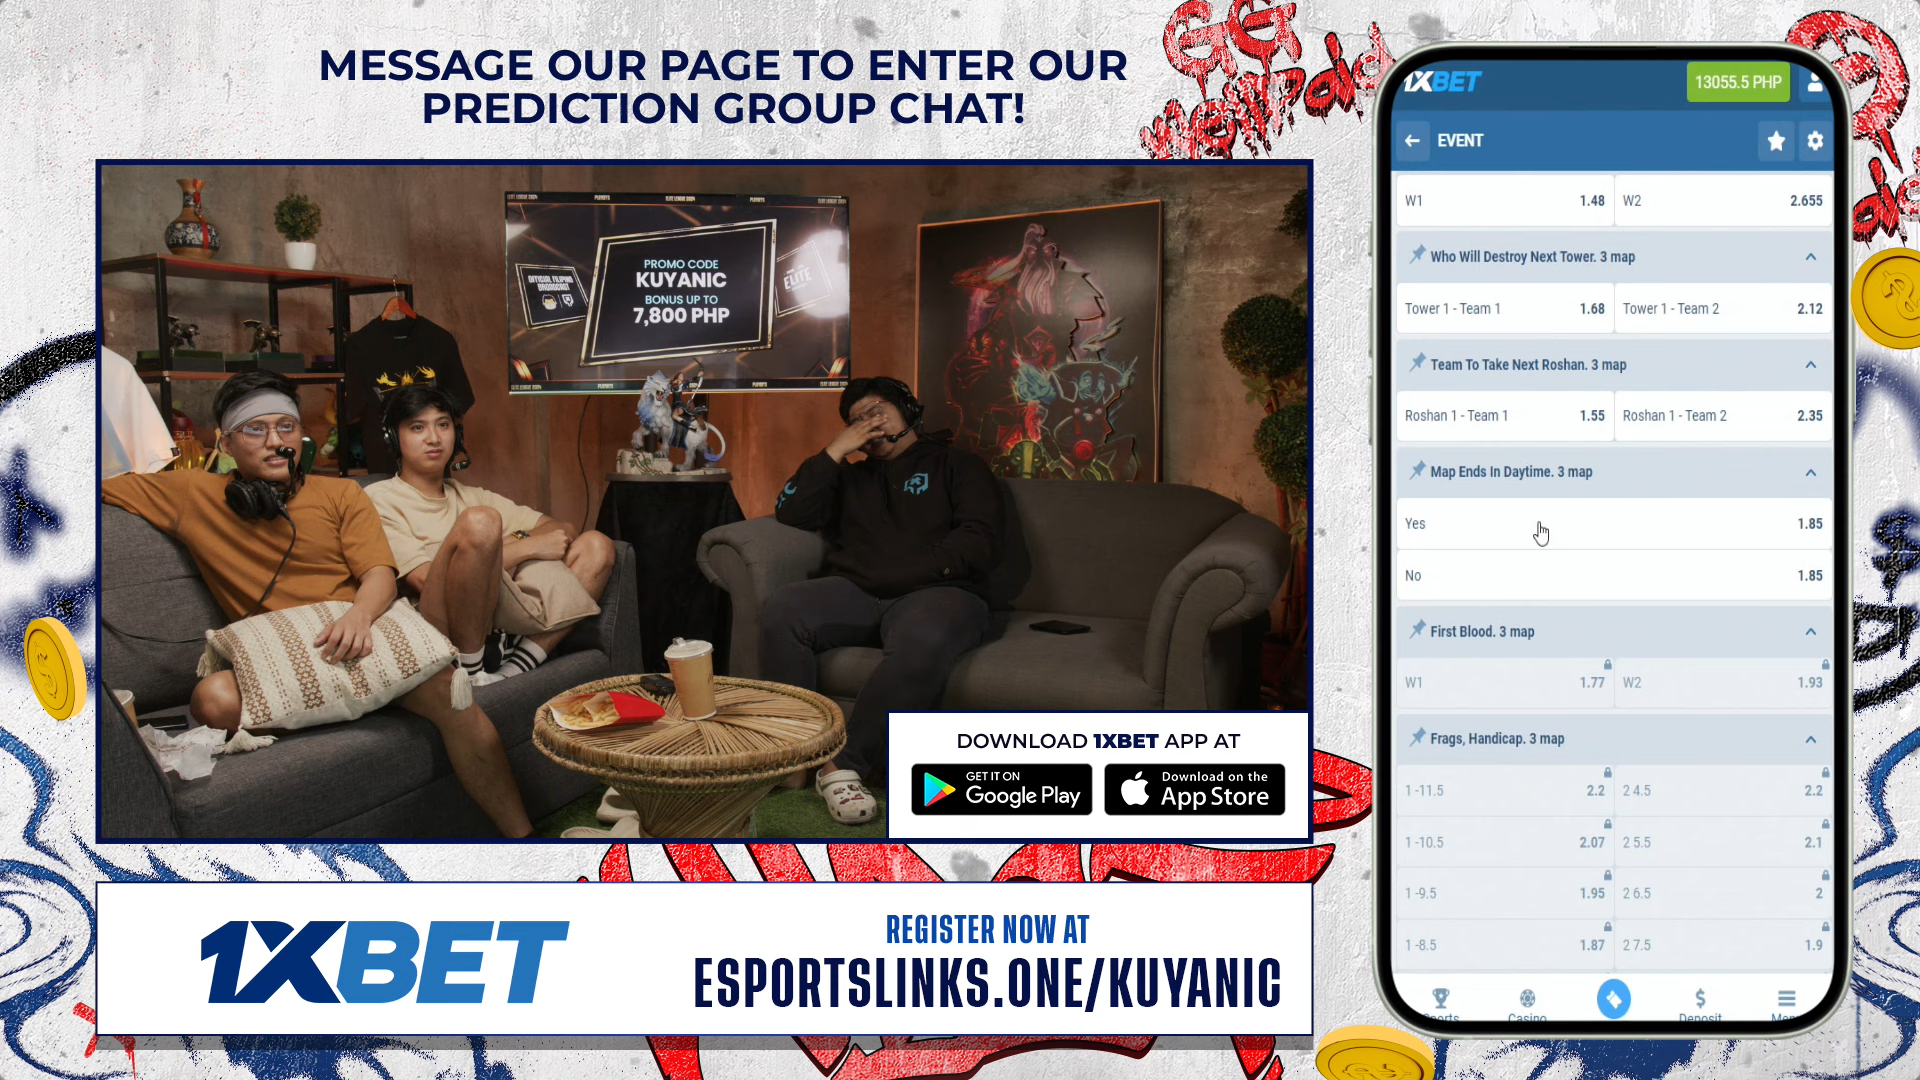 MESSAGE OUR PAGE TO ENTER OUR
PREDICTION GROUP CHAT!
GG
PROMO CODE
KUYANIC
BONUS UP TO
7,800 PHP
OFFICIAL FILIPINO
BROADCAST
ELITE
DOWNLOAD 1XBET APP AT
GET IT ON
Google Play
Download on the
App Store
1XBET
REGISTER NOW AT
ESPORTSLINKS.ONE/KUYANIC
1XBET
13055.5 PHP
EVENT
W1 1.48 W2 2.655
Who Will Destroy Next Tower. 3 map
Tower 1 - Team 1 1.68 Tower 1 - Team 2 2.12
Team To Take Next Roshan. 3 map
Roshan 1 - Team 1 1.55 Roshan 1 - Team 2 2.35
Map Ends In Daytime. 3 map
Yes 1.85
No 1.85
First Blood. 3 map
W1 1.77 W2 1.93
Frags, Handicap. 3 map
1 -11.5 2.2 2 4.5 2.2
1 -10.5 2.07 2 5.5 2.1
1 -9.5 1.95 2 6.5 2
1 -8.5 1.87 2 7.5 1.9
Casino
Deposit